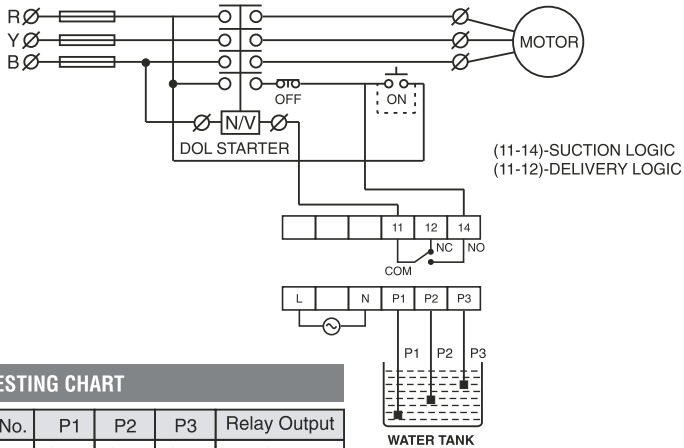 R
Y
B
MOTOR
OFF
ON
N/V
DOL STARTER
(11-14)-SUCTION LOGIC
(11-12)-DELIVERY LOGIC
11 12 14
NC NO
COM
L N P1 P2 P3
P1 P2 P3
WATER TANK
ESTING CHART
No. P1 P2 P3 Relay Output